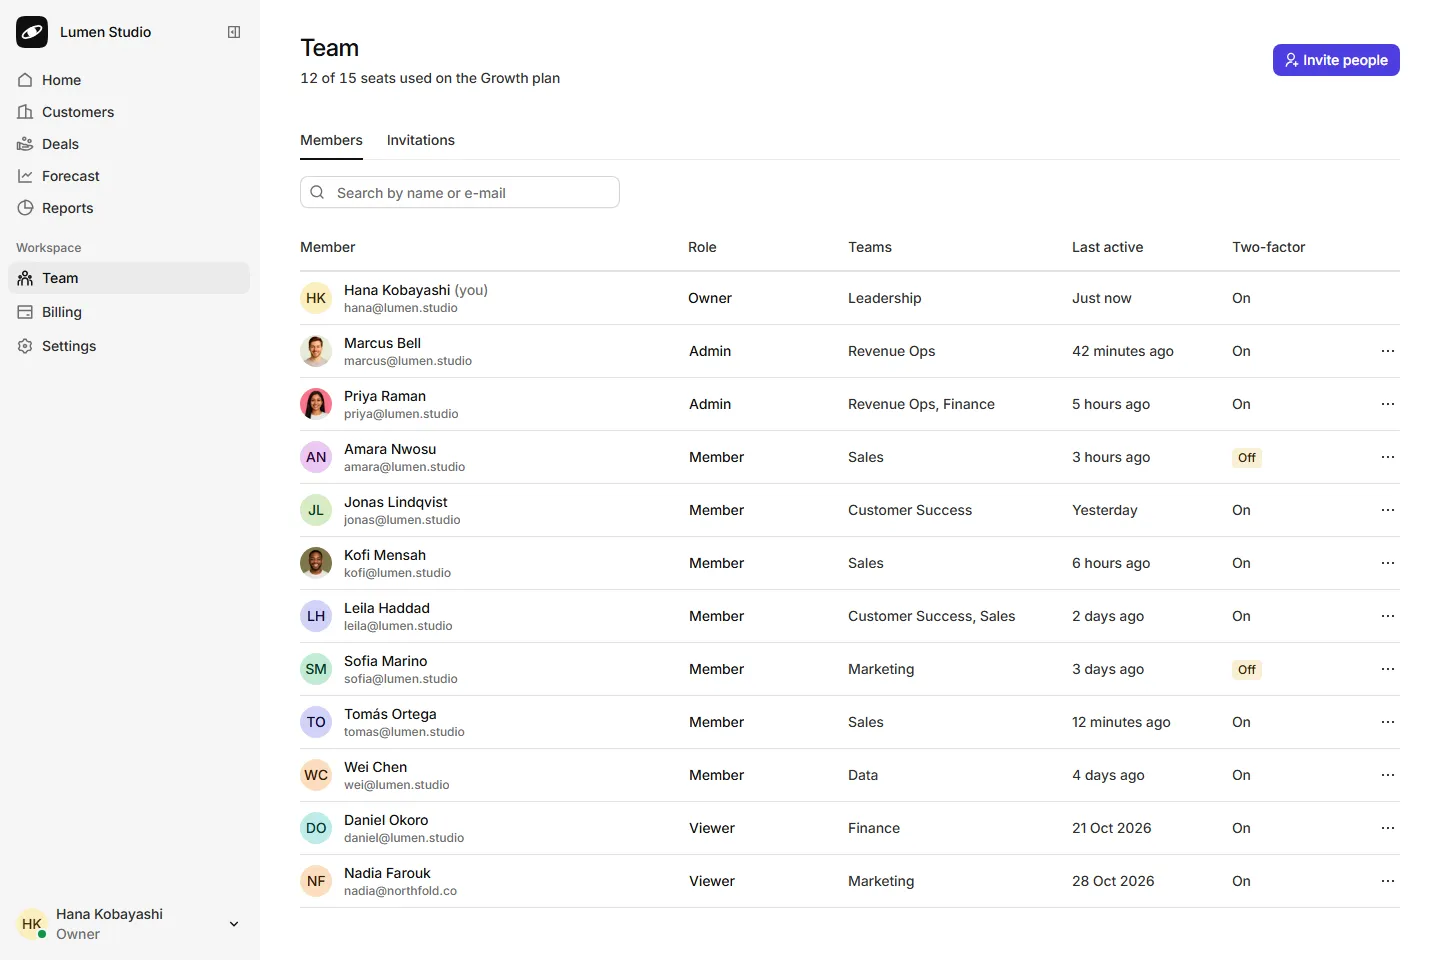 Lumen Studio
Home
Customers
Deals
Forecast
Reports
Workspace
Team
Billing
Settings
HK
Hana Kobayashi
Owner
Team
12 of 15 seats used on the Growth plan
Invite people
Members Invitations
Search by name or e-mail
Member Role Teams Last active Two-factor
HK Hana Kobayashi (you) Owner Leadership Just now On
hana@lumen.studio
Marcus Bell Admin Revenue Ops 42 minutes ago On
marcus@lumen.studio
Priya Raman Admin Revenue Ops, Finance 5 hours ago On
priya@lumen.studio
AN Amara Nwosu Member Sales 3 hours ago Off
amara@lumen.studio
JL Jonas Lindqvist Member Customer Success Yesterday On
jonas@lumen.studio
Kofi Mensah Member Sales 6 hours ago On
kofi@lumen.studio
LH Leila Haddad Member Customer Success, Sales 2 days ago On
leila@lumen.studio
SM Sofia Marino Member Marketing 3 days ago Off
sofia@lumen.studio
TO Tomás Ortega Member Sales 12 minutes ago On
tomas@lumen.studio
WC Wei Chen Member Data 4 days ago On
wei@lumen.studio
DO Daniel Okoro Viewer Finance 21 Oct 2026 On
daniel@lumen.studio
NF Nadia Farouk Viewer Marketing 28 Oct 2026 On
nadia@northfold.co